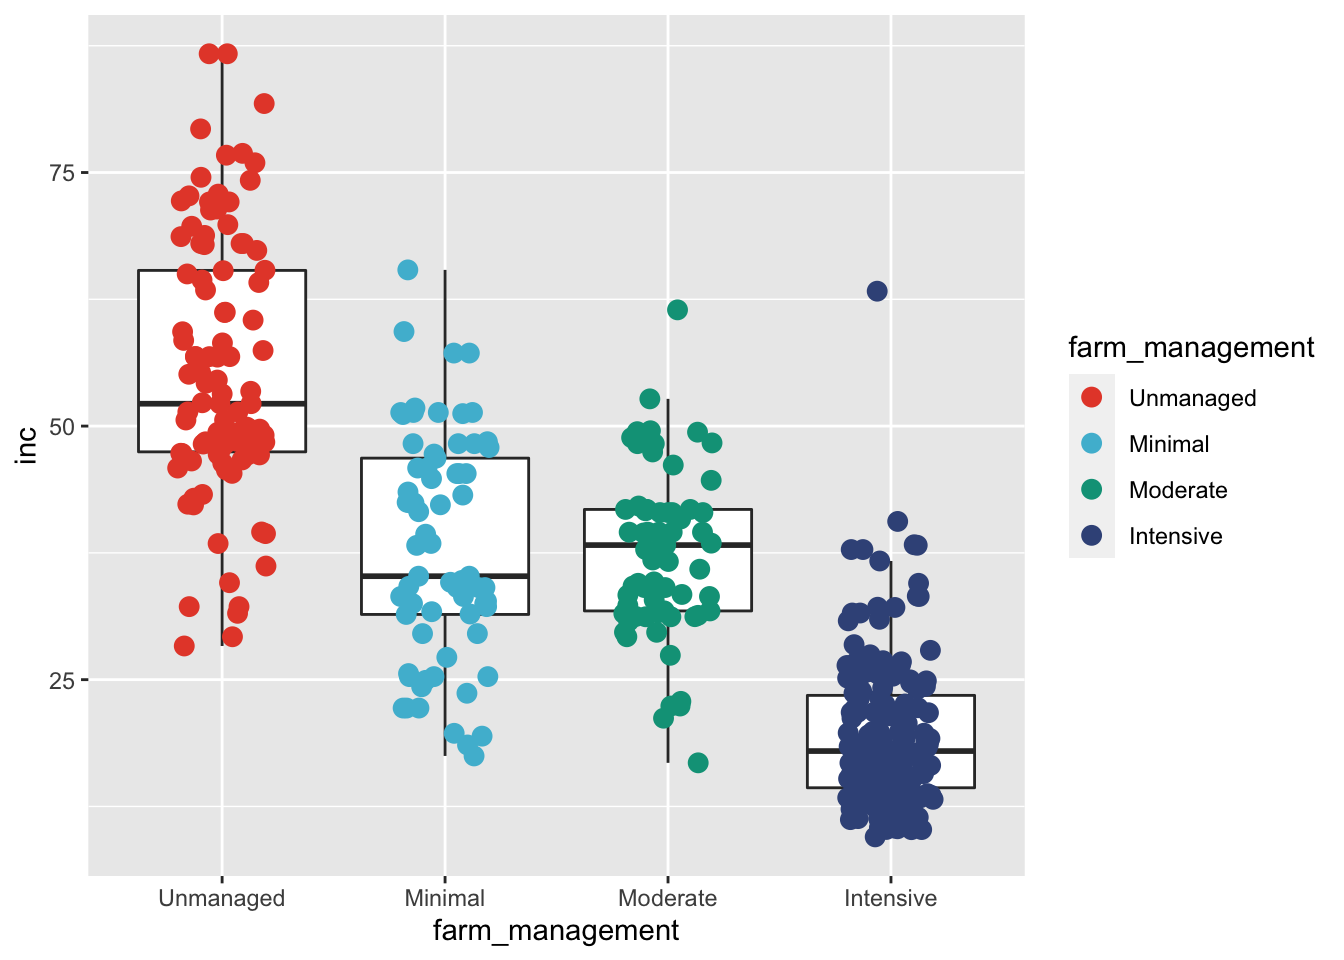 inc
75
50
25
Unmanaged Minimal Moderate Intensive
farm_management
farm_management
Unmanaged
Minimal
Moderate
Intensive